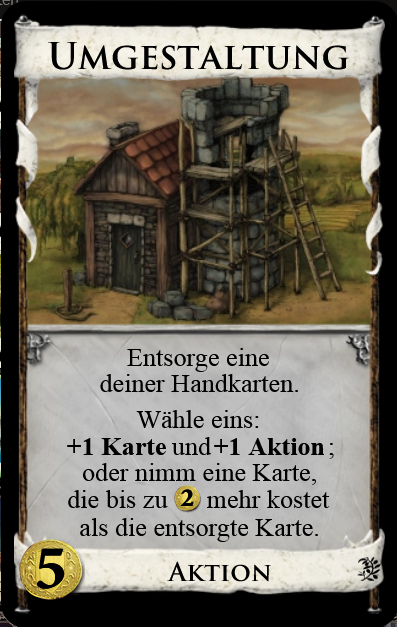 UMGESTALTUNG
Entsorge eine
deiner Handkarten.
Wähle eins:
+1 Karte und +1 Aktion;
oder nimm eine Karte,
die bis zu 2 mehr kostet
als die entsorgte Karte.
5 AKTION